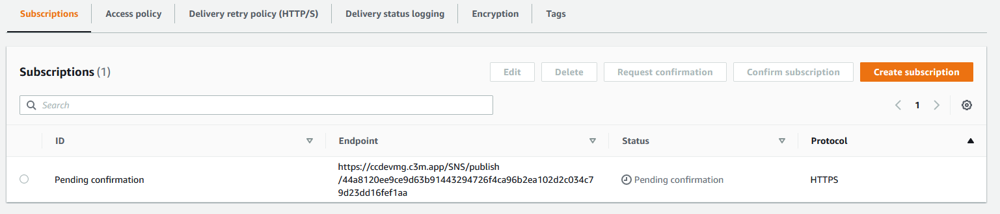 Subscriptions Access policy Delivery retry policy (HTTP/S) Delivery status logging Encryption Tags
Subscriptions (1) Edit Delete Request confirmation Confirm subscription Create subscription
Search 1
ID Endpoint Status Protocol
https://ccdevmg.c3m.app/SNS/publish
Pending confirmation /44a8120ee9ce9d63b91443294726f4ca96b2ea102d2c034c7 Pending confirmation HTTPS
9d23dd16fef1aa